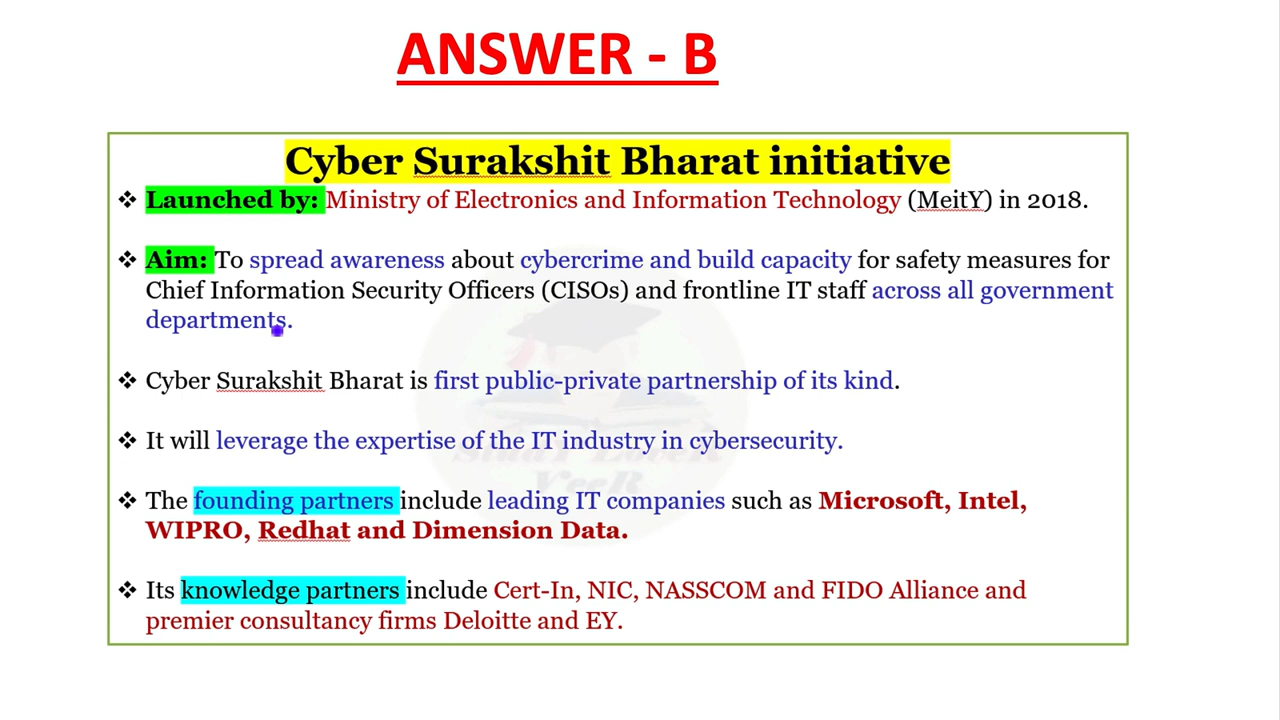 ANSWER - B
Cyber Surakshit Bharat initiative
❖ Launched by: Ministry of Electronics and Information Technology (MeitY) in 2018.
❖ Aim: To spread awareness about cybercrime and build capacity for safety measures for
Chief Information Security Officers (CISOs) and frontline IT staff across all government
departments.
❖ Cyber Surakshit Bharat is first public-private partnership of its kind.
❖ It will leverage the expertise of the IT industry in cybersecurity.
❖ The founding partners include leading IT companies such as Microsoft, Intel,
WIPRO, Redhat and Dimension Data.
❖ Its knowledge partners include Cert-In, NIC, NASSCOM and FIDO Alliance and
premier consultancy firms Deloitte and EY.